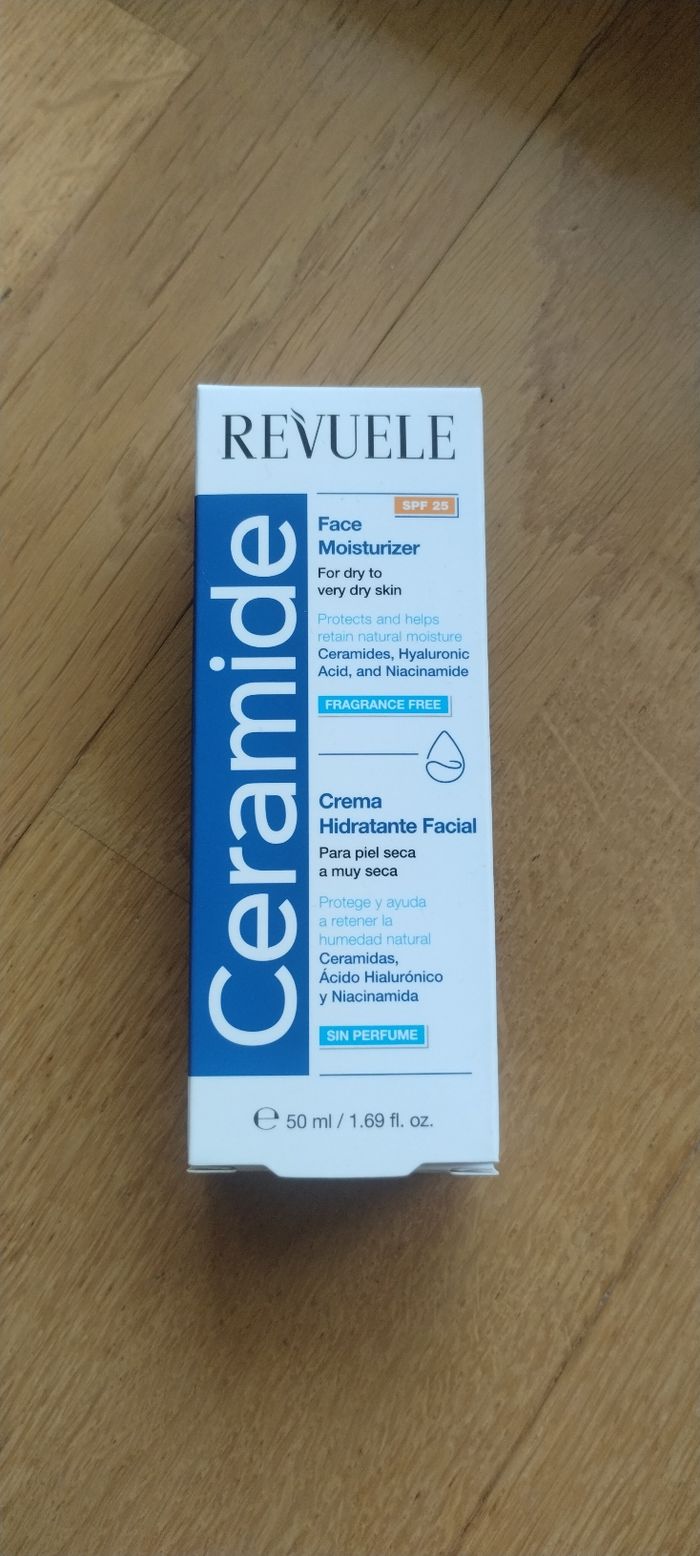 REVUELE
Ceramide
SPF 25
Face
Moisturizer
For dry to
very dry skin
Protects and helps
retain natural moisture
Ceramides, Hyaluronic
Acid, and Niacinamide
FRAGRANCE FREE
Crema
Hidratante Facial
Para piel seca
a muy seca
Protege y ayuda
a retener la
humedad natural
Ceramidas,
Ácido Hialurónico
y Niacinamida
SIN PERFUME
℮ 50 ml / 1.69 fl. oz.